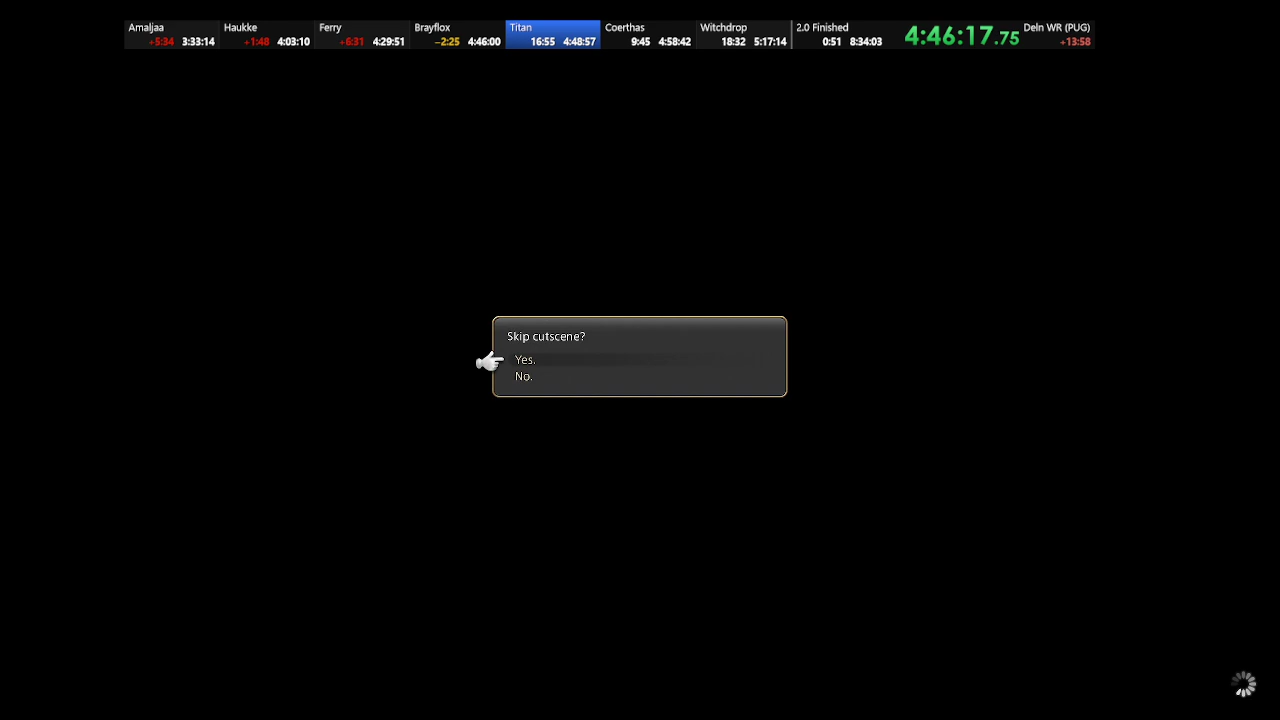 Amaljaa Haukke Ferry Brayflox Titan Coerthas Witchdrop 2.0 Finished 4:46:17.75 Deln WR (PUG)
+5:34 3:33:14 +1:48 4:03:10 +6:31 4:29:51 −2:25 4:46:00 16:55 4:48:57 9:45 4:58:42 18:32 5:17:14 0:51 8:34:03 +13:58
Skip cutscene?
Yes.
No.